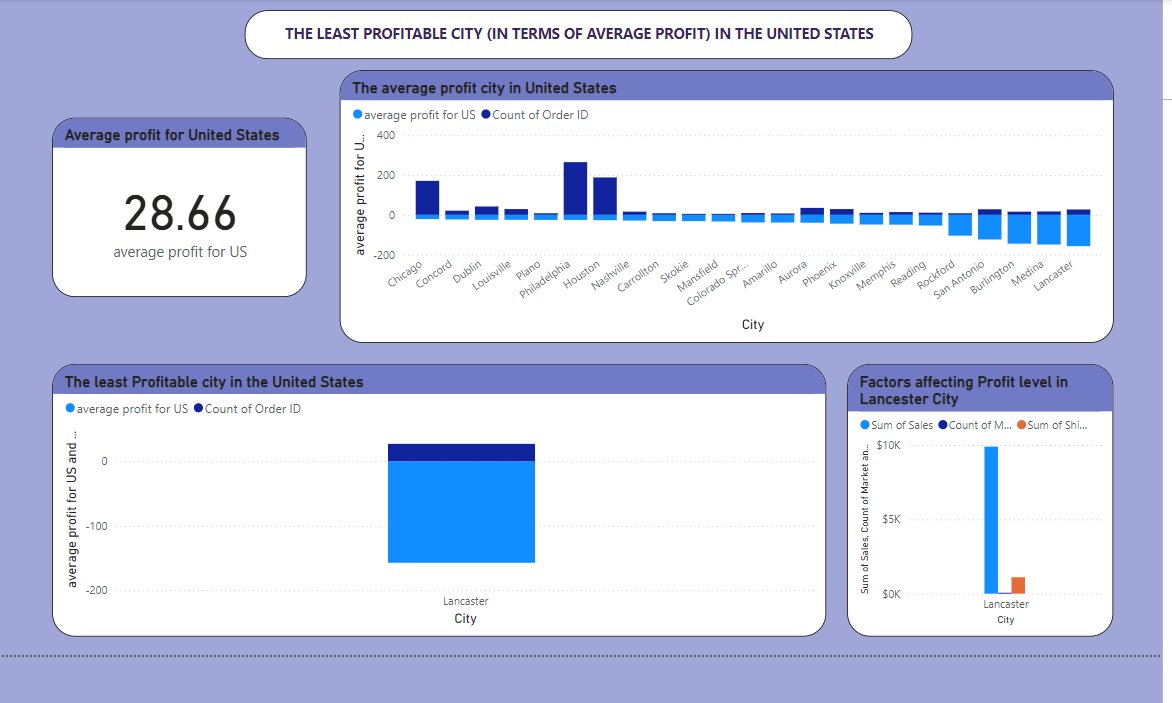 THE LEAST PROFITABLE CITY (IN TERMS OF AVERAGE PROFIT) IN THE UNITED STATES
Average profit for United States
28.66
average profit for US
The average profit city in United States
average profit for US Count of Order ID
average profit for U...
400
200
0
-200
Chicago
Concord
Dublin
Louisville
Plano
Philadelphia
Houston
Nashville
Carrollton
Skokie
Mansfield
Colorado Spr...
Amarillo
Aurora
Phoenix
Knoxville
Memphis
Reading
Rockford
San Antonio
Burlington
Medina
Lancaster
City
The least Profitable city in the United States
average profit for US Count of Order ID
average profit for US and ...
0
-100
-200
Lancaster
City
Factors affecting Profit level in
Lancester City
Sum of Sales Count of M... Sum of Shi...
Sum of Sales, Count of Market an...
$10K
$5K
$0K
Lancaster
City